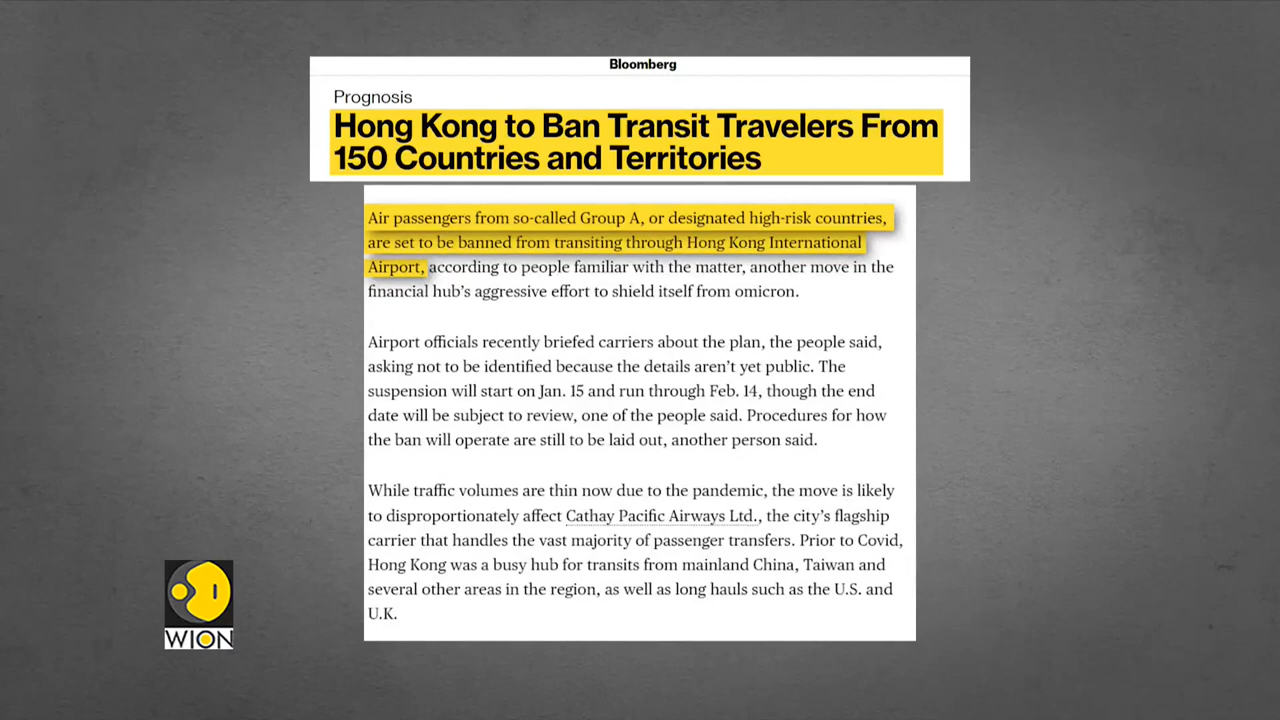 Bloomberg
Prognosis
Hong Kong to Ban Transit Travelers From
150 Countries and Territories
Air passengers from so-called Group A, or designated high-risk countries,
are set to be banned from transiting through Hong Kong International
Airport, according to people familiar with the matter, another move in the
financial hub’s aggressive effort to shield itself from omicron.
Airport officials recently briefed carriers about the plan, the people said,
asking not to be identified because the details aren’t yet public. The
suspension will start on Jan. 15 and run through Feb. 14, though the end
date will be subject to review, one of the people said. Procedures for how
the ban will operate are still to be laid out, another person said.
While traffic volumes are thin now due to the pandemic, the move is likely
to disproportionately affect Cathay Pacific Airways Ltd., the city’s flagship
carrier that handles the vast majority of passenger transfers. Prior to Covid,
Hong Kong was a busy hub for transits from mainland China, Taiwan and
several other areas in the region, as well as long hauls such as the U.S. and
U.K.
WION